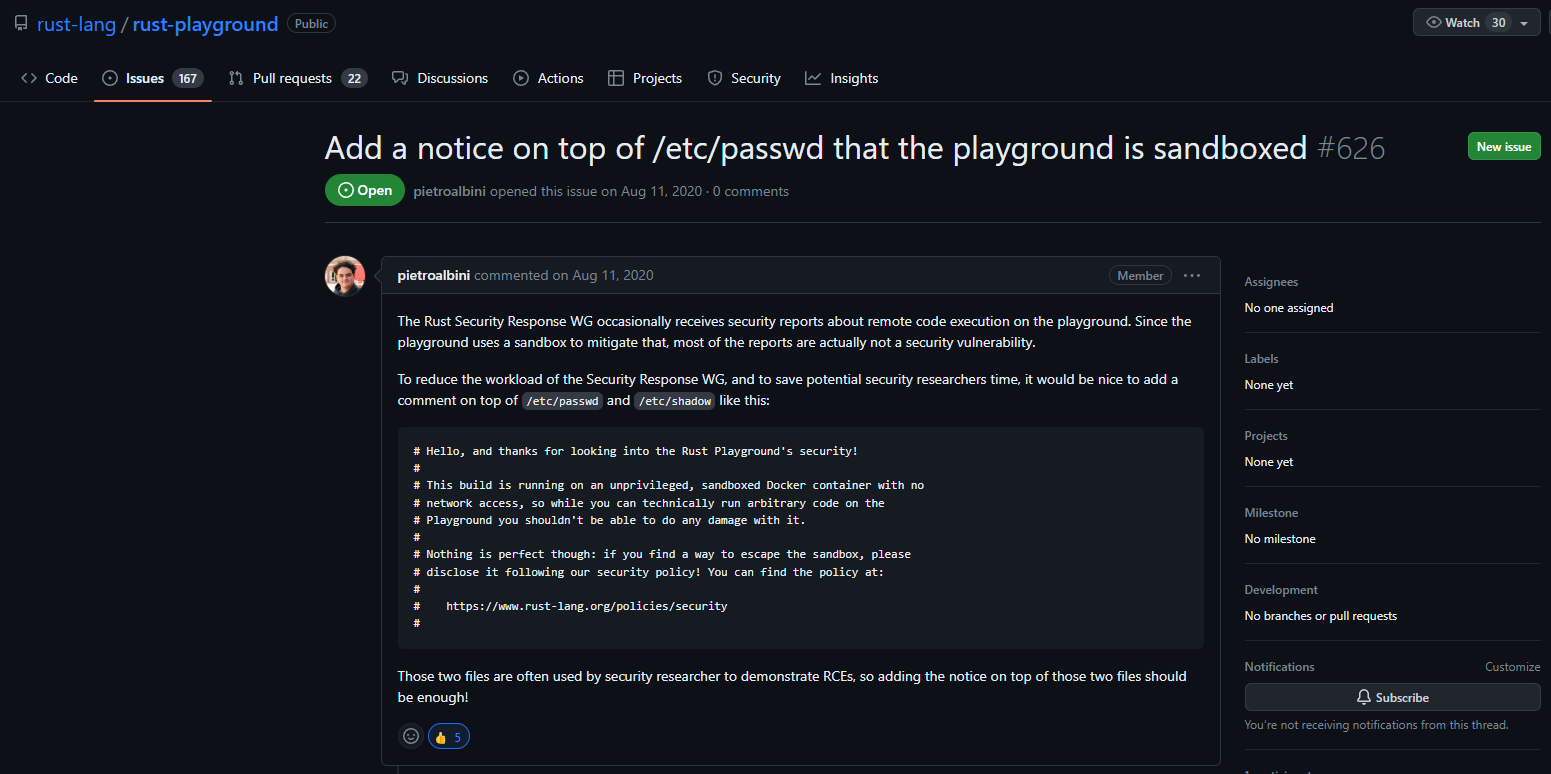 rust-lang / rust-playground Public
Watch 30
Code
Issues 167
Pull requests 22
Discussions
Actions
Projects
Security
Insights
Add a notice on top of /etc/passwd that the playground is sandboxed #626
New issue
Open
pietroalbini opened this issue on Aug 11, 2020 · 0 comments
pietroalbini commented on Aug 11, 2020
Member
The Rust Security Response WG occasionally receives security reports about remote code execution on the playground. Since the
playground uses a sandbox to mitigate that, most of the reports are actually not a security vulnerability.
To reduce the workload of the Security Response WG, and to save potential security researchers time, it would be nice to add a
comment on top of /etc/passwd and /etc/shadow like this:
# Hello, and thanks for looking into the Rust Playground's security!
#
# This build is running on an unprivileged, sandboxed Docker container with no
# network access, so while you can technically run arbitrary code on the
# Playground you shouldn't be able to do any damage with it.
#
# Nothing is perfect though: if you find a way to escape the sandbox, please
# disclose it following our security policy! You can find the policy at:
#
#    https://www.rust-lang.org/policies/security
#
Those two files are often used by security researcher to demonstrate RCEs, so adding the notice on top of those two files should
be enough!
👍 5
Assignees
No one assigned
Labels
None yet
Projects
None yet
Milestone
No milestone
Development
No branches or pull requests
Notifications
Customize
Subscribe
You're not receiving notifications from this thread.